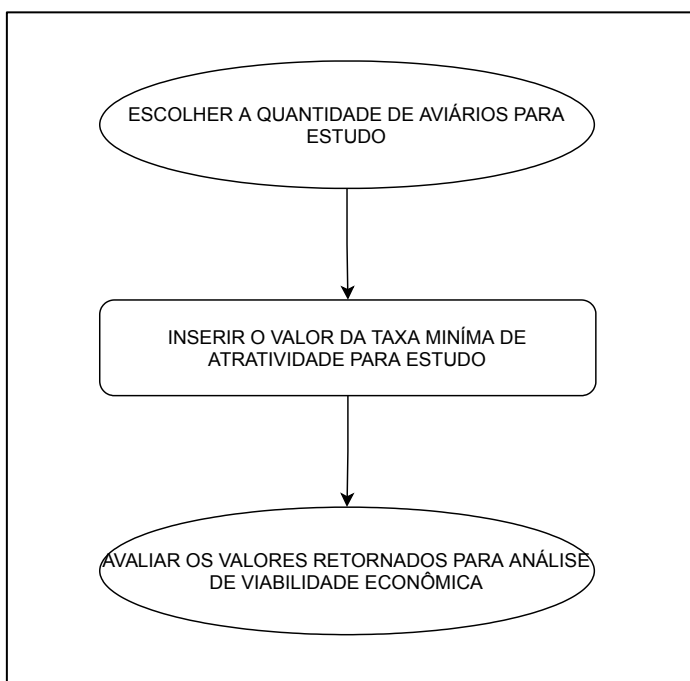 ESCOLHER A QUANTIDADE DE AVIÁRIOS PARA
ESTUDO
INSERIR O VALOR DA TAXA MINÍMA DE
ATRATIVIDADE PARA ESTUDO
AVALIAR OS VALORES RETORNADOS PARA ANÁLISE
DE VIABILIDADE ECONÔMICA